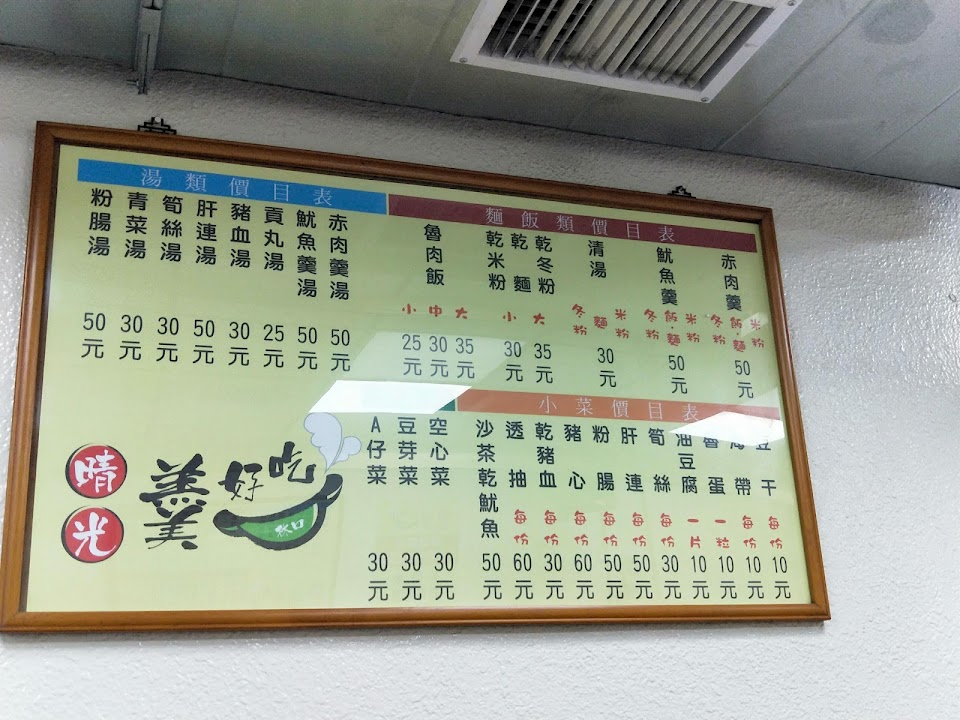 湯類價目表
粉腸湯 50元
青菜湯 30元
筍絲湯 30元
肝連湯 50元
豬血湯 30元
貢丸湯 25元
魷魚羹湯 50元
赤肉羹湯 50元
麵飯類價目表
魯肉飯
小 25元
中 30元
大 35元
乾米粉
乾麵
乾冬粉
小 30元
大 35元
清湯
冬粉 麵 米粉
30元
魷魚羹
冬粉 飯·麵 米粉
50元
赤肉羹
冬粉 飯·麵 米粉
50元
A仔菜 30元
豆芽菜 30元
空心菜 30元
小菜價目表
沙茶乾魷魚 50元
透抽 每份 60元
乾豬血 每份 30元
豬心 每份 60元
粉腸 每份 50元
肝連 每份 50元
筍絲 每份 30元
油豆腐 一片 10元
魯蛋 一粒 10元
海帶 每份 10元
豆干 每份 10元
晴光
羹美
好吃